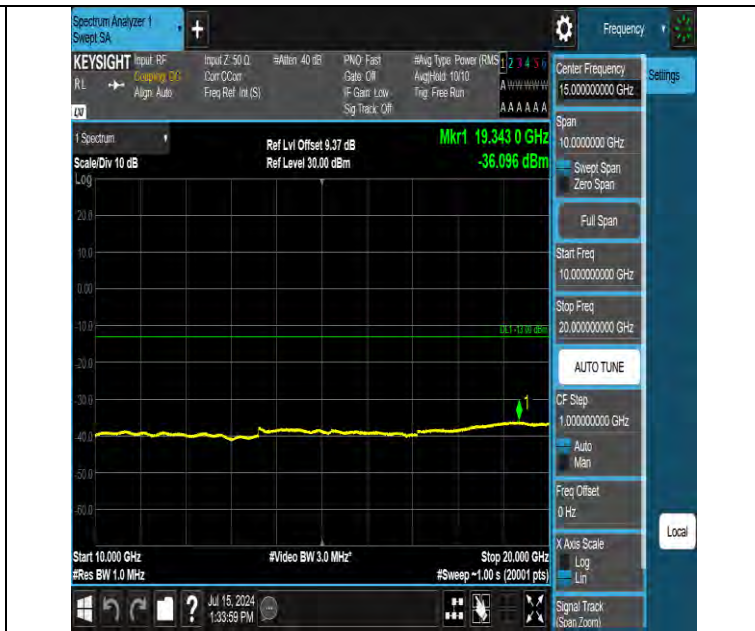 Spectrum Analyzer 1
Swept SA
Frequency
KEYSIGHT
RL
Input: RF
Coupling: DC
Align: Auto
Input Z: 50 Ω
Corr CCorr
Freq Ref: Int (S)
#Atten: 40 dB
PNO: Fast
Gate: Off
IF Gain: Low
Sig Track: Off
#Avg Type: Power (RMS
Avg|Hold: 10/10
Trig: Free Run
1 2 3 4 5 6
A W W W W W
A A A A A A
Center Frequency
15.000000000 GHz
Settings
1 Spectrum
Scale/Div 10 dB
Ref Lvl Offset 9.37 dB
Ref Level 30.00 dBm
Mkr1 19.343 0 GHz
-36.096 dBm
Span
10.0000000 GHz
Swept Span
Zero Span
Full Span
Start Freq
10.000000000 GHz
Stop Freq
20.000000000 GHz
AUTO TUNE
CF Step
1.000000000 GHz
Auto
Man
Freq Offset
0 Hz
X Axis Scale
Log
Lin
Signal Track
(Span Zoom)
Local
Log
20.0
10.0
0.00
-10.0
DL1 -13.00 dBm
-20.0
-30.0
1
-40.0
-50.0
-60.0
Start 10.000 GHz
#Video BW 3.0 MHz*
Stop 20.000 GHz
#Res BW 1.0 MHz
#Sweep ~1.00 s (20001 pts)
?
Jul 15, 2024
1:33:59 PM